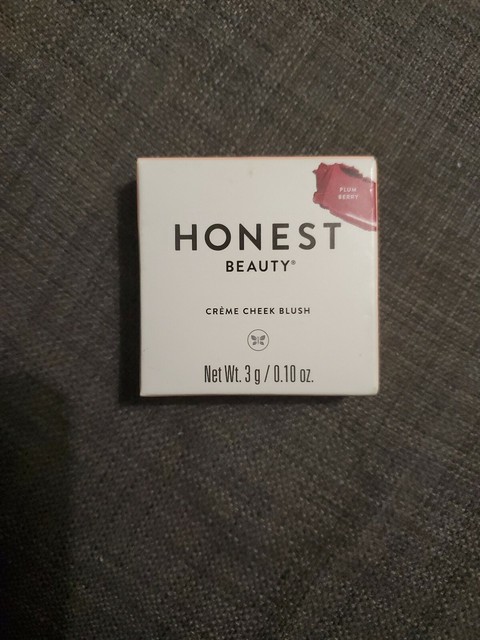 PLUM
BERRY
HONEST
BEAUTY®
CRÈME CHEEK BLUSH
Net Wt. 3 g / 0.10 oz.